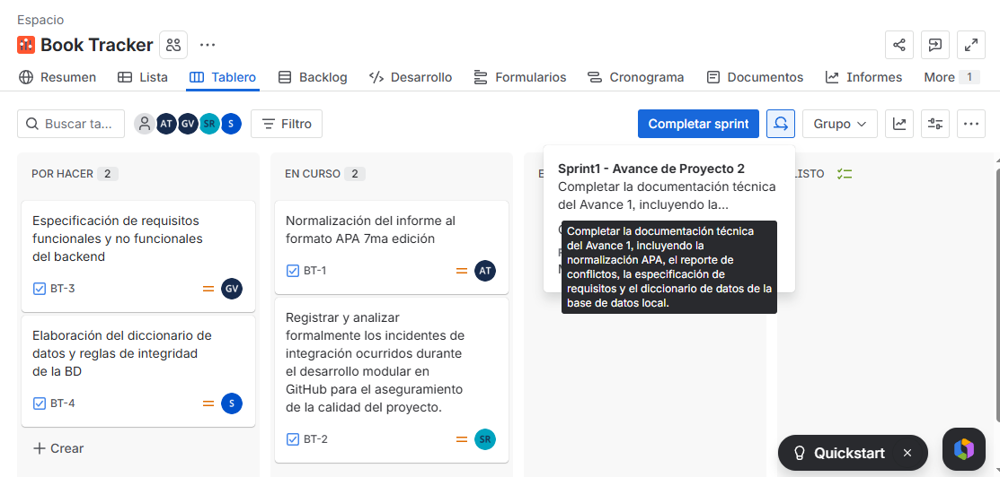 Espacio
Book Tracker
Resumen
Lista
Tablero
Backlog
Desarrollo
Formularios
Cronograma
Documentos
Informes
More 1
Buscar ta...
AT
GV
SR
S
Filtro
Completar sprint
Grupo
POR HACER 2
Especificación de requisitos
funcionales y no funcionales
del backend
BT-3
GV
Elaboración del diccionario de
datos y reglas de integridad
de la BD
BT-4
S
Crear
EN CURSO 2
Normalización del informe al
formato APA 7ma edición
BT-1
AT
Registrar y analizar
formalmente los incidentes de
integración ocurridos durante
el desarrollo modular en
GitHub para el aseguramiento
de la calidad del proyecto.
BT-2
SR
Sprint1 - Avance de Proyecto 2
Completar la documentación técnica
del Avance 1, incluyendo la...
Completar la documentación técnica
del Avance 1, incluyendo la
normalización APA, el reporte de
conflictos, la especificación de
requisitos y el diccionario de datos de la
base de datos local.
LISTO
Quickstart